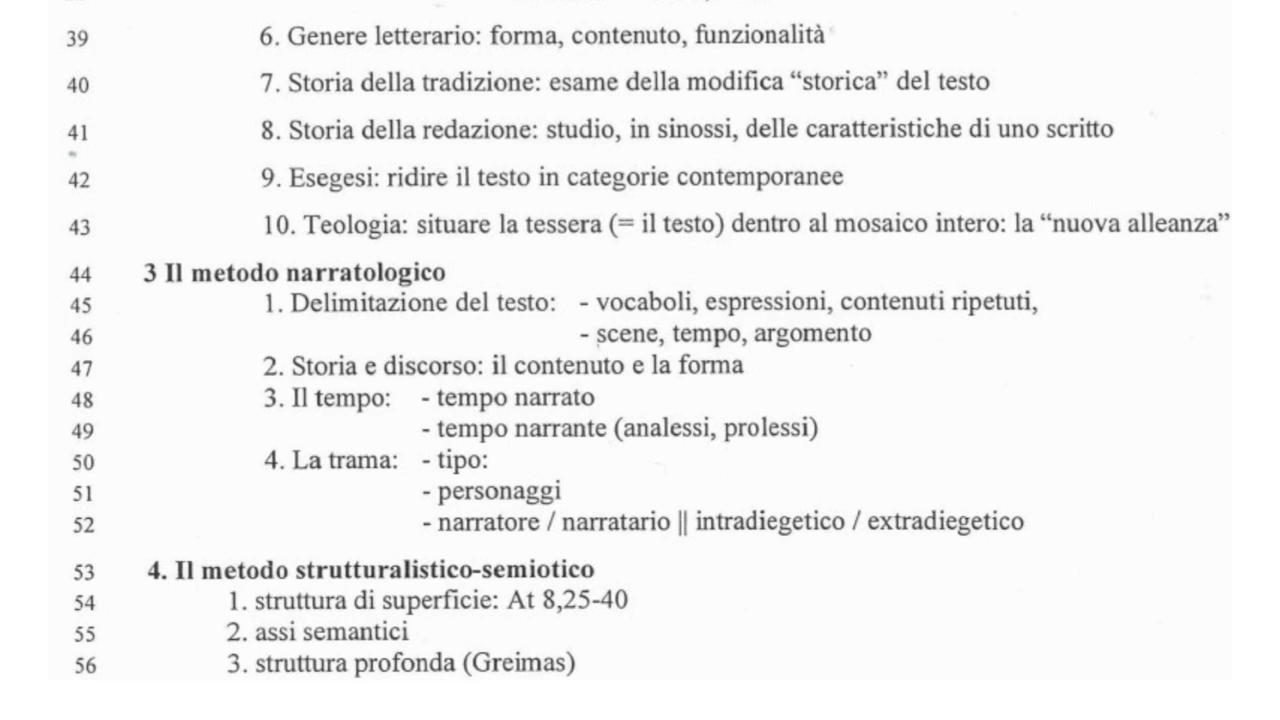 39 6. Genere letterario: forma, contenuto, funzionalità
40 7. Storia della tradizione: esame della modifica “storica” del testo
41 8. Storia della redazione: studio, in sinossi, delle caratteristiche di uno scritto
42 9. Esegesi: ridire il testo in categorie contemporanee
43 10. Teologia: situare la tessera (= il testo) dentro al mosaico intero: la “nuova alleanza”
44 3 Il metodo narratologico
45 1. Delimitazione del testo: - vocaboli, espressioni, contenuti ripetuti,
46 - scene, tempo, argomento
47 2. Storia e discorso: il contenuto e la forma
48 3. Il tempo: - tempo narrato
49 - tempo narrante (analessi, prolessi)
50 4. La trama: - tipo:
51 - personaggi
52 - narratore / narratario || intradiegetico / extradiegetico
53 4. Il metodo strutturalistico-semiotico
54 1. struttura di superficie: At 8,25-40
55 2. assi semantici
56 3. struttura profonda (Greimas)